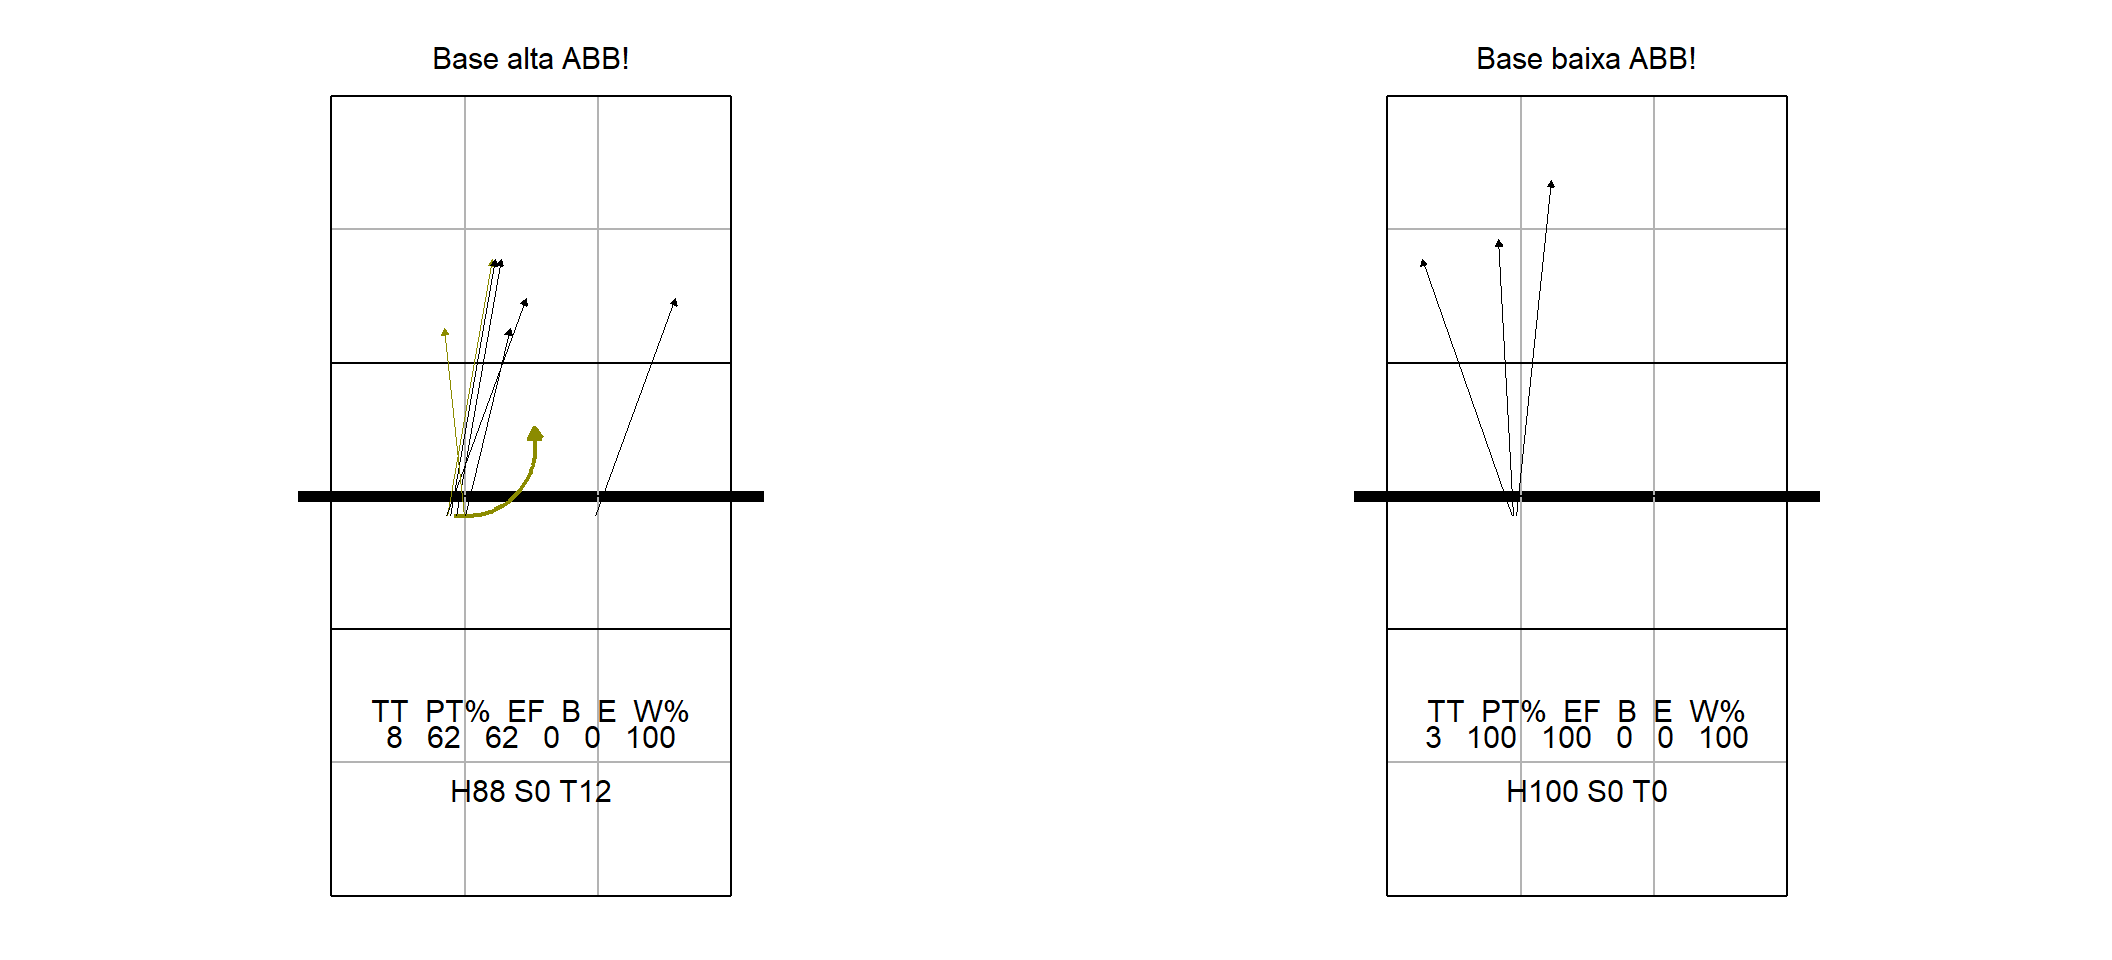 Base alta ABB!
TT PT% EF B E W%
8 62 62 0 0 100
H88 S0 T12
Base baixa ABB!
TT PT% EF B E W%
3 100 100 0 0 100
H100 S0 T0